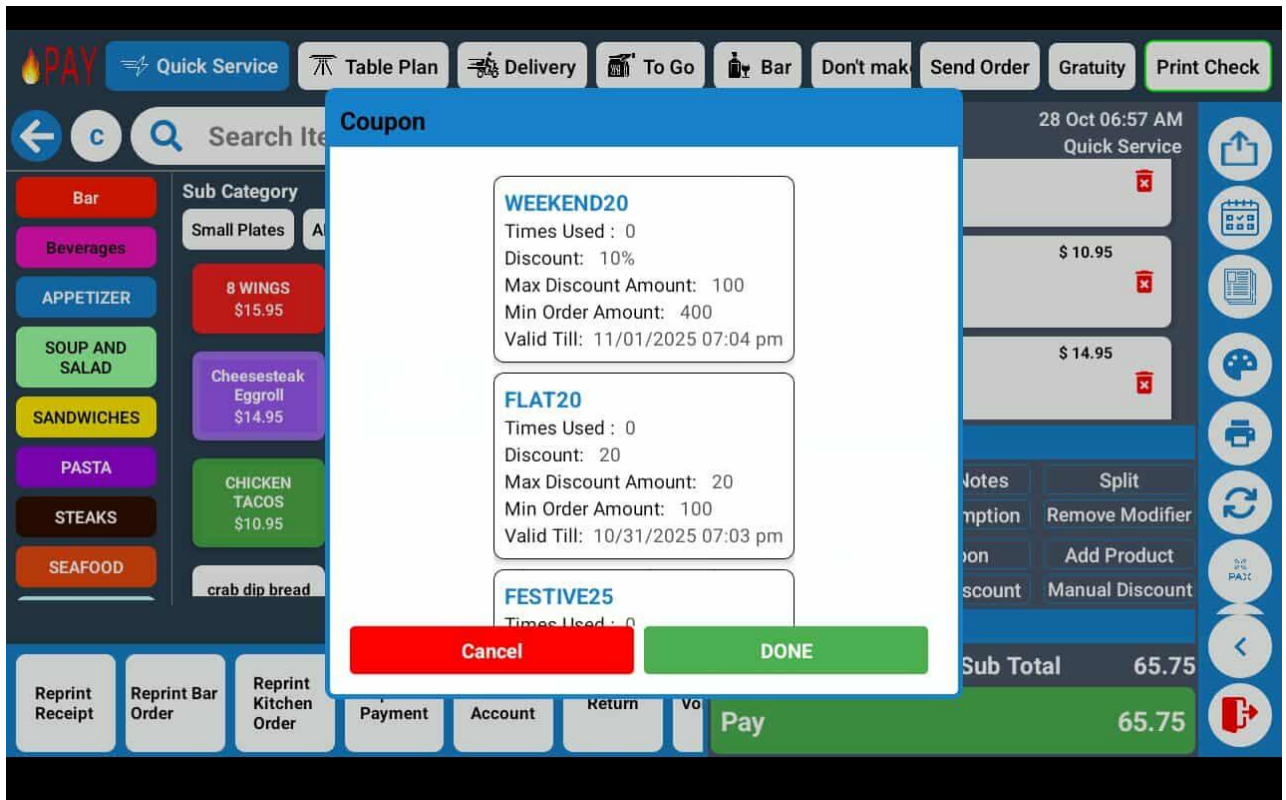 PAY
Quick Service
Table Plan
Delivery
To Go
Bar
Don't mak
Send Order
Gratuity
Print Check
C
Search Ite
Coupon
28 Oct 06:57 AM
Quick Service
Bar
Beverages
APPETIZER
SOUP AND
SALAD
SANDWICHES
PASTA
STEAKS
SEAFOOD
Sub Category
Small Plates
A
8 WINGS
$15.95
Cheesesteak
Eggroll
$14.95
CHICKEN
TACOS
$10.95
crab dip bread
WEEKEND20
Times Used : 0
Discount: 10%
Max Discount Amount: 100
Min Order Amount: 400
Valid Till: 11/01/2025 07:04 pm
FLAT20
Times Used : 0
Discount: 20
Max Discount Amount: 20
Min Order Amount: 100
Valid Till: 10/31/2025 07:03 pm
FESTIVE25
Times Used : 0
Cancel
DONE
$ 10.95
$ 14.95
Notes
Split
mption
Remove Modifier
pon
Add Product
scount
Manual Discount
Sub Total 65.75
Pay 65.75
PAX
Reprint
Receipt
Reprint Bar
Order
Reprint
Kitchen
Order
Payment
Account
Return
Vo